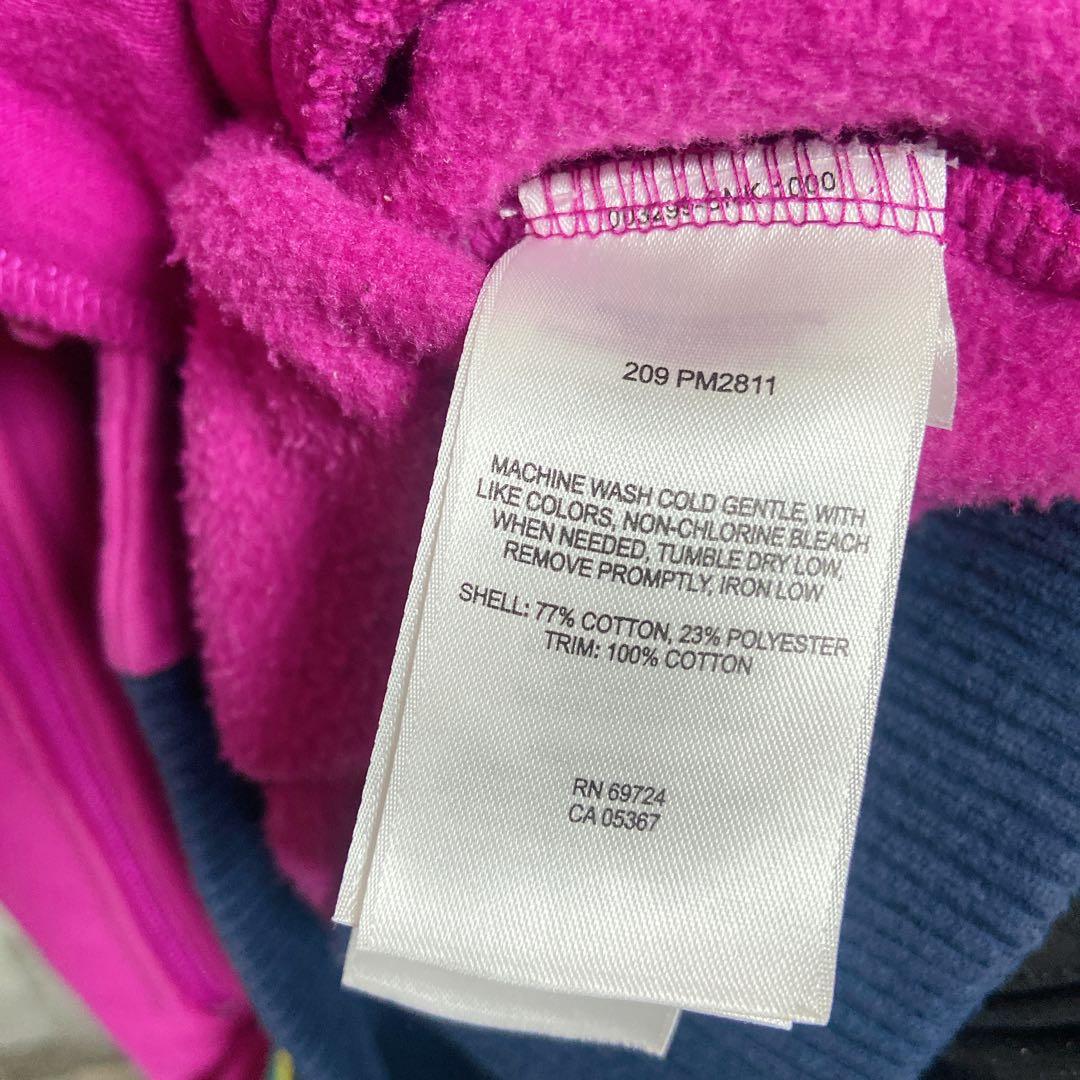 1000
209 PM2811
MACHINE WASH COLD GENTLE, WITH
LIKE COLORS, NON-CHLORINE BLEACH
WHEN NEEDED, TUMBLE DRY LOW,
REMOVE PROMPTLY, IRON LOW
SHELL: 77% COTTON, 23% POLYESTER
TRIM: 100% COTTON
RN 69724
CA 05367